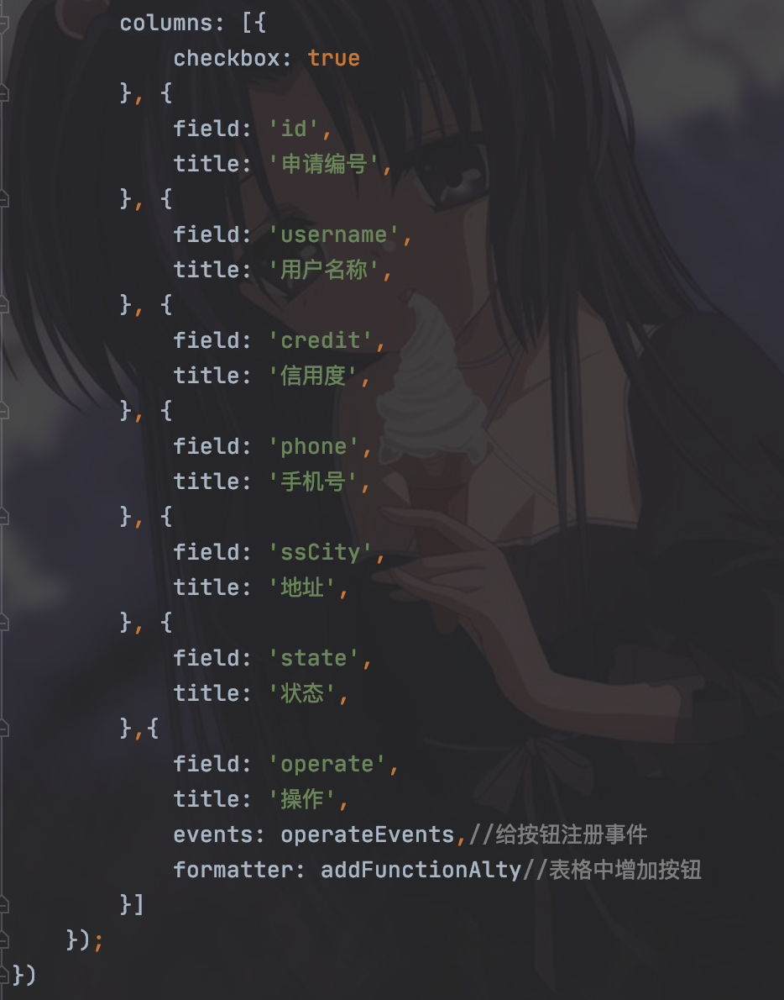 columns: [{
checkbox: true
}, {
field: 'id',
title: '申请编号',
}, {
field: 'username',
title: '用户名称',
}, {
field: 'credit',
title: '信用度',
}, {
field: 'phone',
title: '手机号',
}, {
field: 'ssCity',
title: '地址',
}, {
field: 'state',
title: '状态',
},{
field: 'operate',
title: '操作',
events: operateEvents,//给按钮注册事件
formatter: addFunctionAlty//表格中增加按钮
}]
});
})